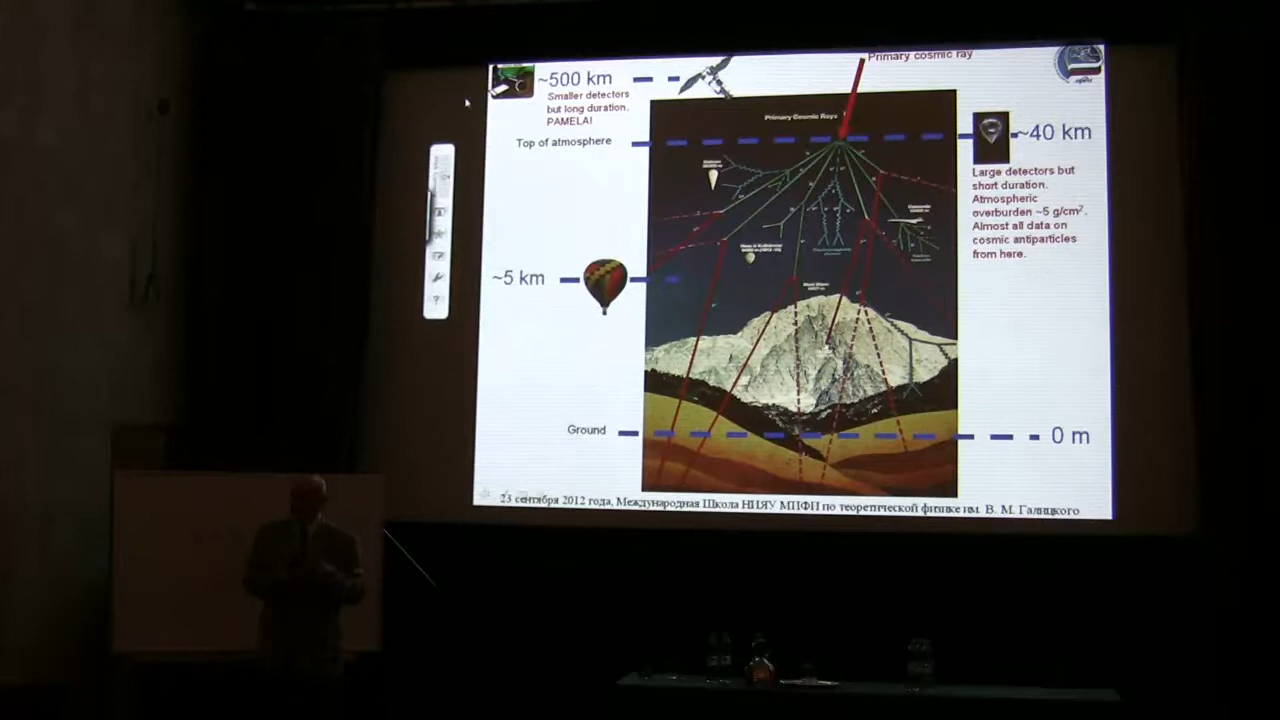 ~500 km
Smaller detectors
but long duration.
PAMELA!
Primary cosmic ray
Primary Cosmic Rays
Top of atmosphere
~40 km
Large detectors but
short duration.
Atmospheric
overburden ~5 g/cm².
Almost all data on
cosmic antiparticles
from here.
~5 km
?
Ground
0 m
23 сентября 2012 года, Международная Школа НИЯУ МИФИ по теоретической физике им. В. М. Галицкого